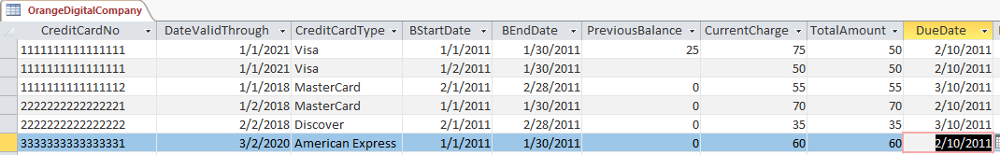 OrangeDigitalCompany
CreditCardNo DateValidThrough CreditCardType BStartDate BEndDate PreviousBalance CurrentCharge TotalAmount DueDate
1111111111111111 1/1/2021 Visa 1/1/2011 1/30/2011 25 75 50 2/10/2011
1111111111111111 1/1/2021 Visa 1/2/2011 1/30/2011 50 50 2/10/2011
1111111111111112 1/1/2018 MasterCard 2/1/2011 2/28/2011 0 55 55 3/10/2011
2222222222222221 1/2/2018 MasterCard 1/1/2011 1/30/2011 0 70 70 2/10/2011
2222222222222222 2/2/2018 Discover 2/1/2011 2/28/2011 0 35 35 3/10/2011
3333333333333331 3/2/2020 American Express 1/1/2011 1/30/2011 0 60 60 2/10/2011